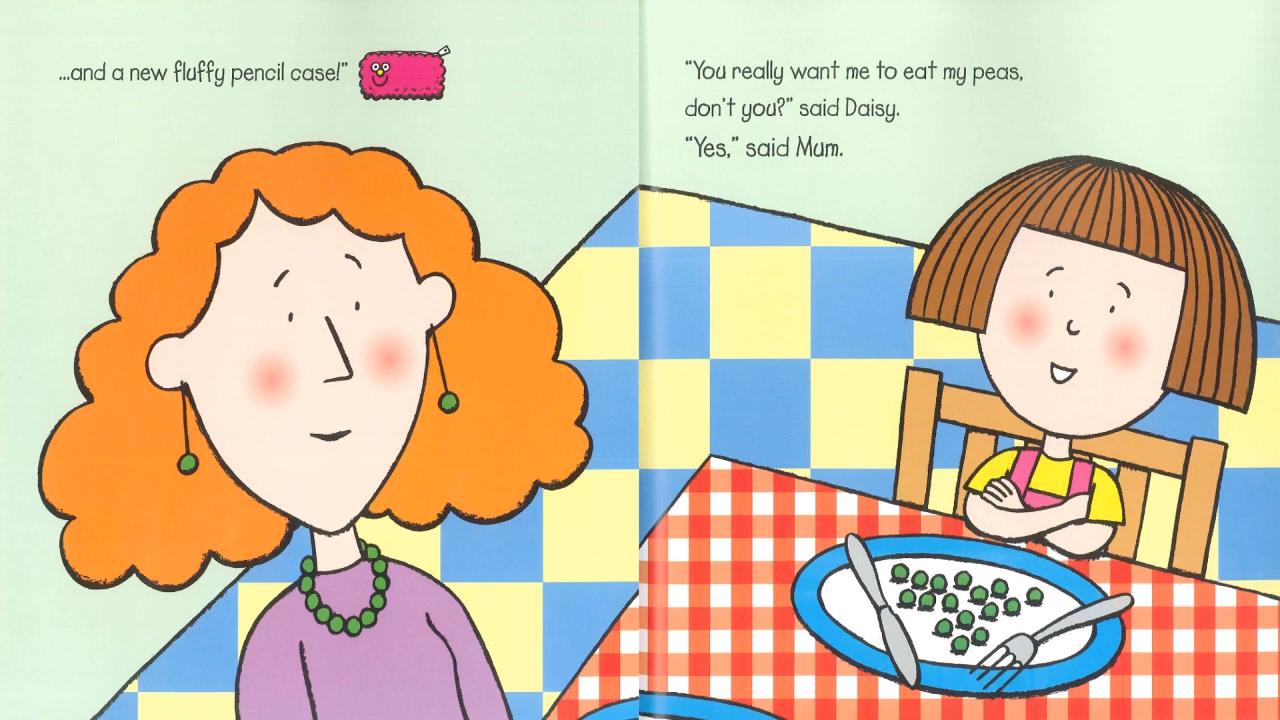 ...and a new fluffy pencil case!”
“You really want me to eat my peas,
don't you?” said Daisy.
“Yes,” said Mum.